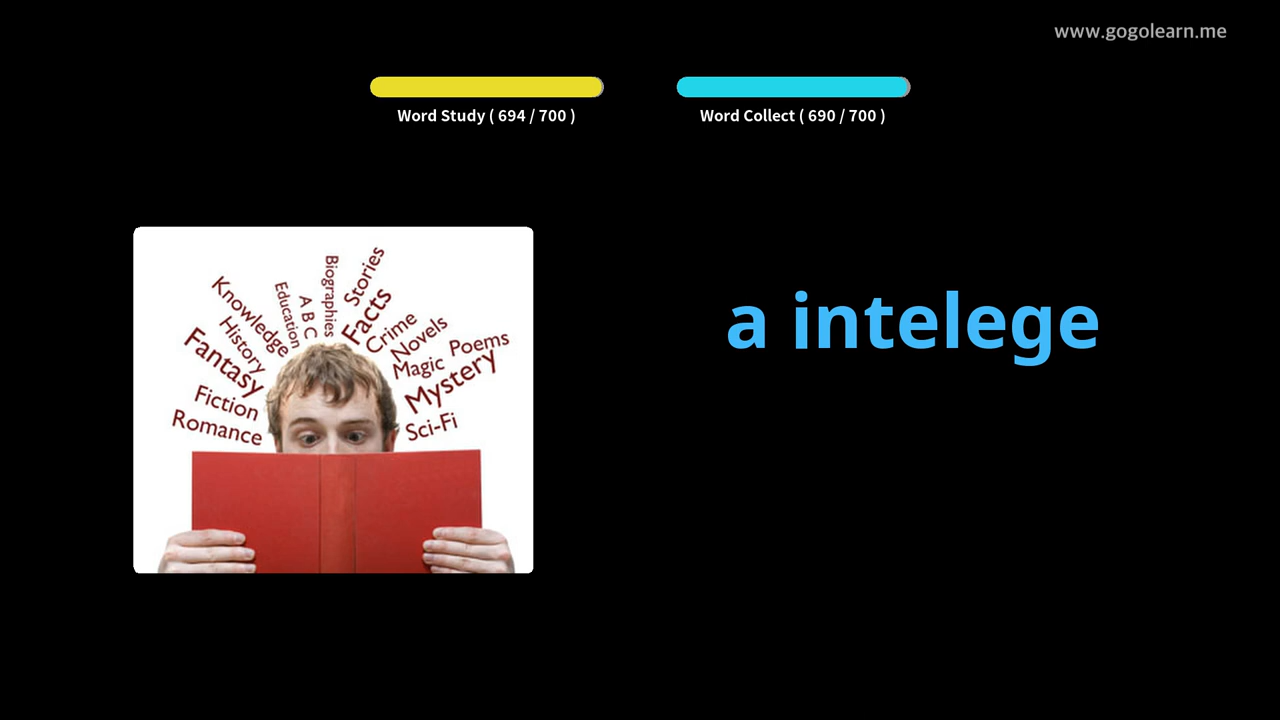 www.gogolearn.me
Word Study ( 694 / 700 )
Word Collect ( 690 / 700 )
a intelege
Knowledge
History
Fantasy
Fiction
Romance
Education
A B C
Biographies
Stories
Facts
Crime
Novels
Magic
Poems
Mystery
Sci-Fi